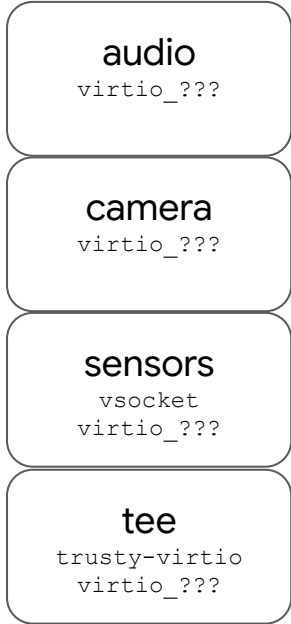 audio
virtio_???
camera
virtio_???
sensors
vsocket
virtio_???
tee
trusty-virtio
virtio_???